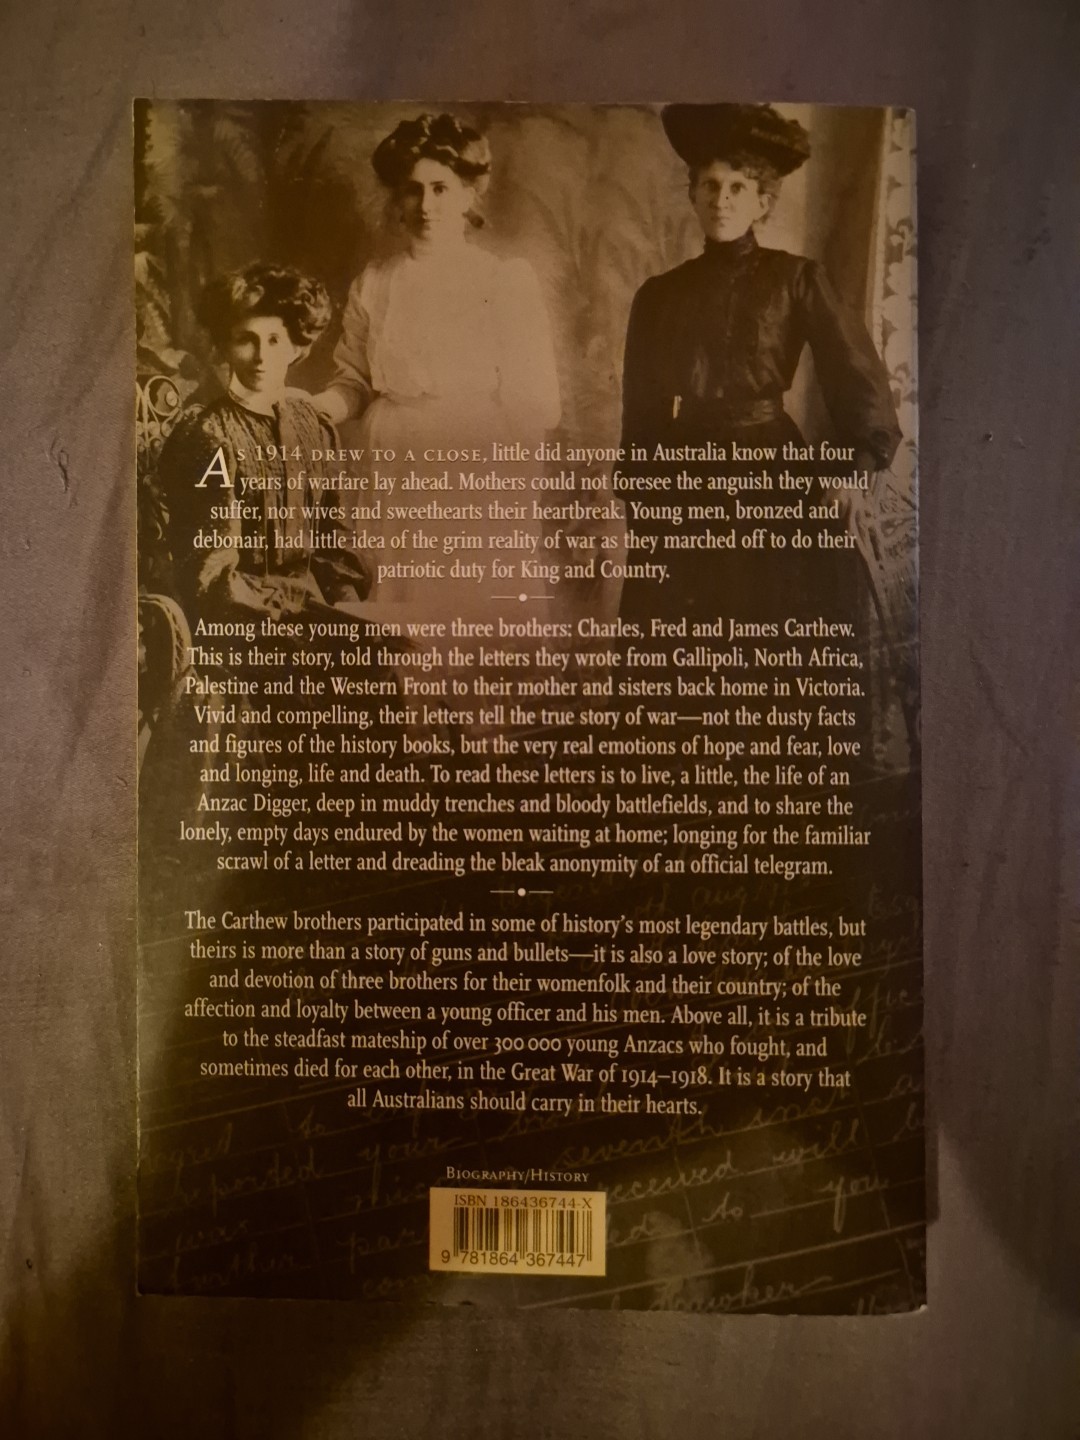 AS 1914 DREW TO A CLOSE, little did anyone in Australia know that four
years of warfare lay ahead. Mothers could not foresee the anguish they would
suffer, nor wives and sweethearts their heartbreak. Young men, bronzed and
debonair, had little idea of the grim reality of war as they marched off to do their
patriotic duty for King and Country.
Among these young men were three brothers: Charles, Fred and James Carthew.
This is their story, told through the letters they wrote from Gallipoli, North Africa,
Palestine and the Western Front to their mother and sisters back home in Victoria.
Vivid and compelling, their letters tell the true story of war—not the dusty facts
and figures of the history books, but the very real emotions of hope and fear, love
and longing, life and death. To read these letters is to live, a little, the life of an
Anzac Digger, deep in muddy trenches and bloody battlefields, and to share the
lonely, empty days endured by the women waiting at home; longing for the familiar
scrawl of a letter and dreading the bleak anonymity of an official telegram.
The Carthew brothers participated in some of history's most legendary battles, but
theirs is more than a story of guns and bullets—it is also a love story; of the love
and devotion of three brothers for their womenfolk and their country; of the
affection and loyalty between a young officer and his men. Above all, it is a tribute
to the steadfast mateship of over 300 000 young Anzacs who fought, and
sometimes died for each other, in the Great War of 1914–1918. It is a story that
all Australians should carry in their hearts.
regret to
reported your
seventh inst
received will be
to you
further
BIOGRAPHY/HISTORY
ISBN 186436744-X
9 781864 367447